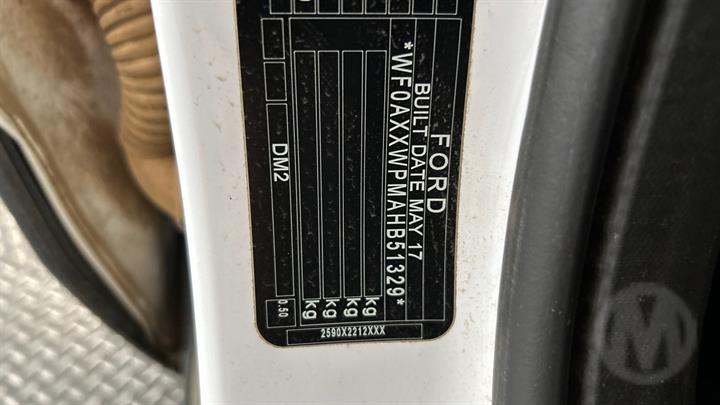 FORD
BUILT DATE MAY 17
*WF0AXXWPMAHB51329*
kg
kg
kg
kg
DM2
0.50
2590X2212XXX
M